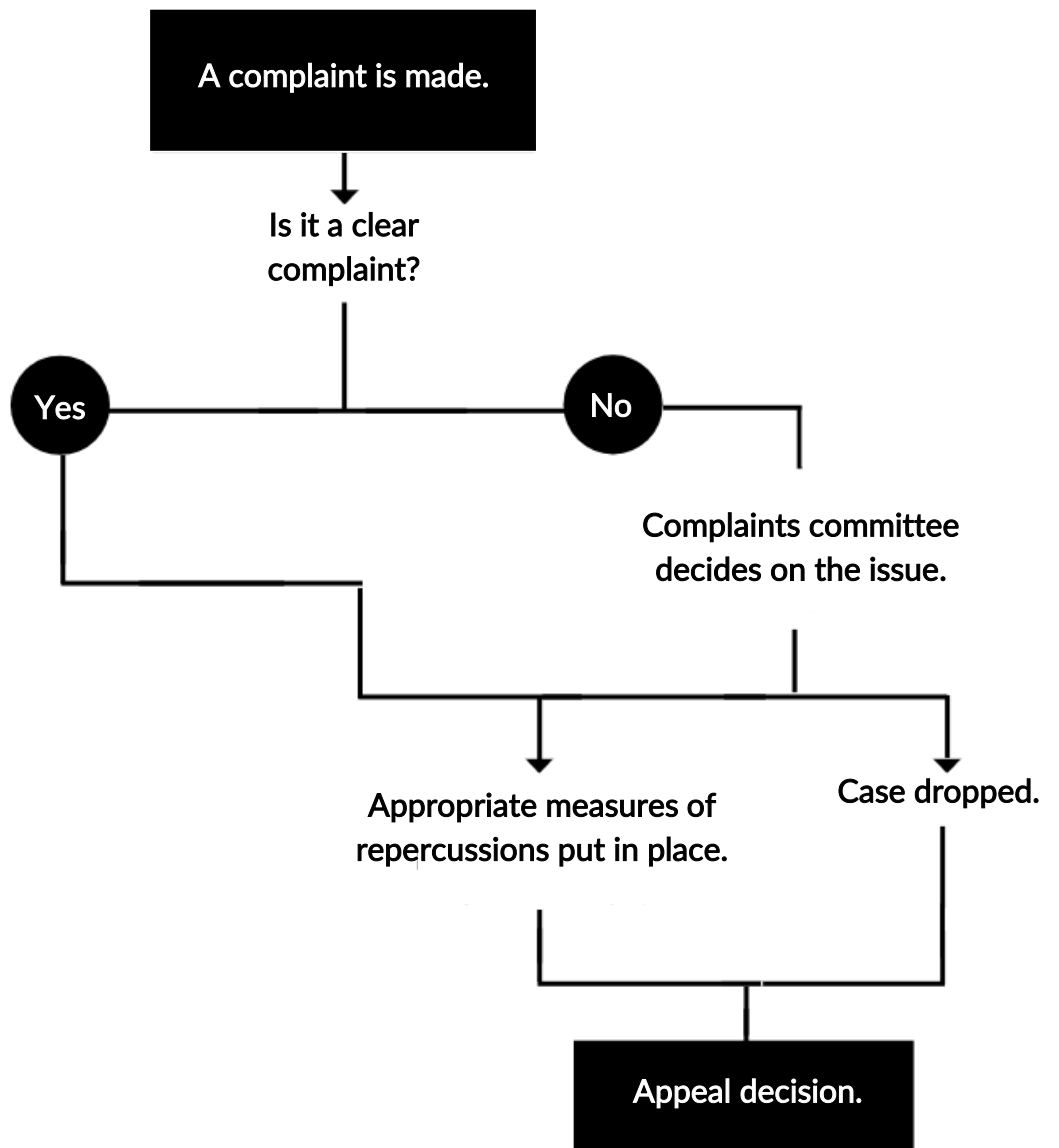 A complaint is made.
Is it a clear
complaint?
Yes
No
Complaints committee
decides on the issue.
Appropriate measures of
repercussions put in place.
Case dropped.
Appeal decision.